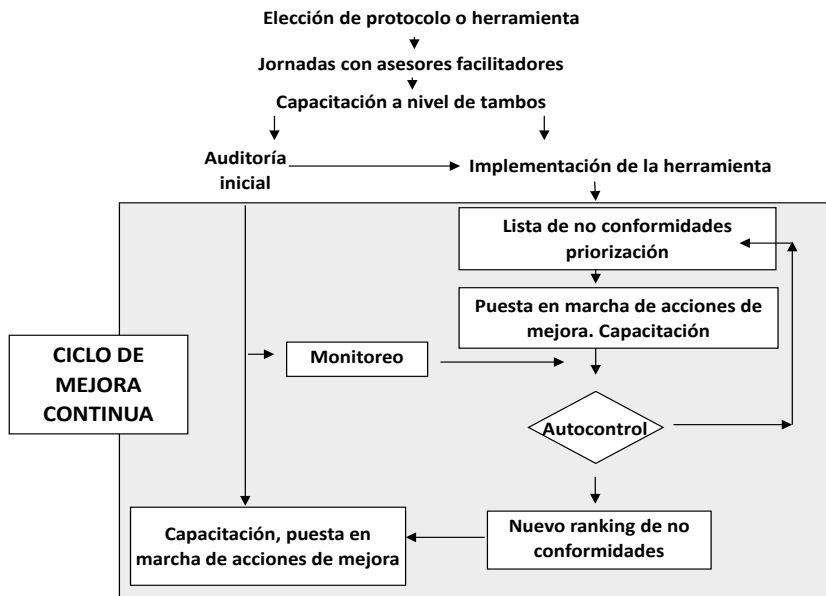 Elección de protocolo o herramienta
Jornadas con asesores facilitadores
Capacitación a nivel de tambos
Auditoría
inicial
Implementación de la herramienta
Lista de no conformidades
priorización
Puesta en marcha de acciones de
mejora. Capacitación
CICLO DE
MEJORA
CONTINUA
Monitoreo
Autocontrol
Capacitación, puesta en
marcha de acciones de mejora
Nuevo ranking de no
conformidades